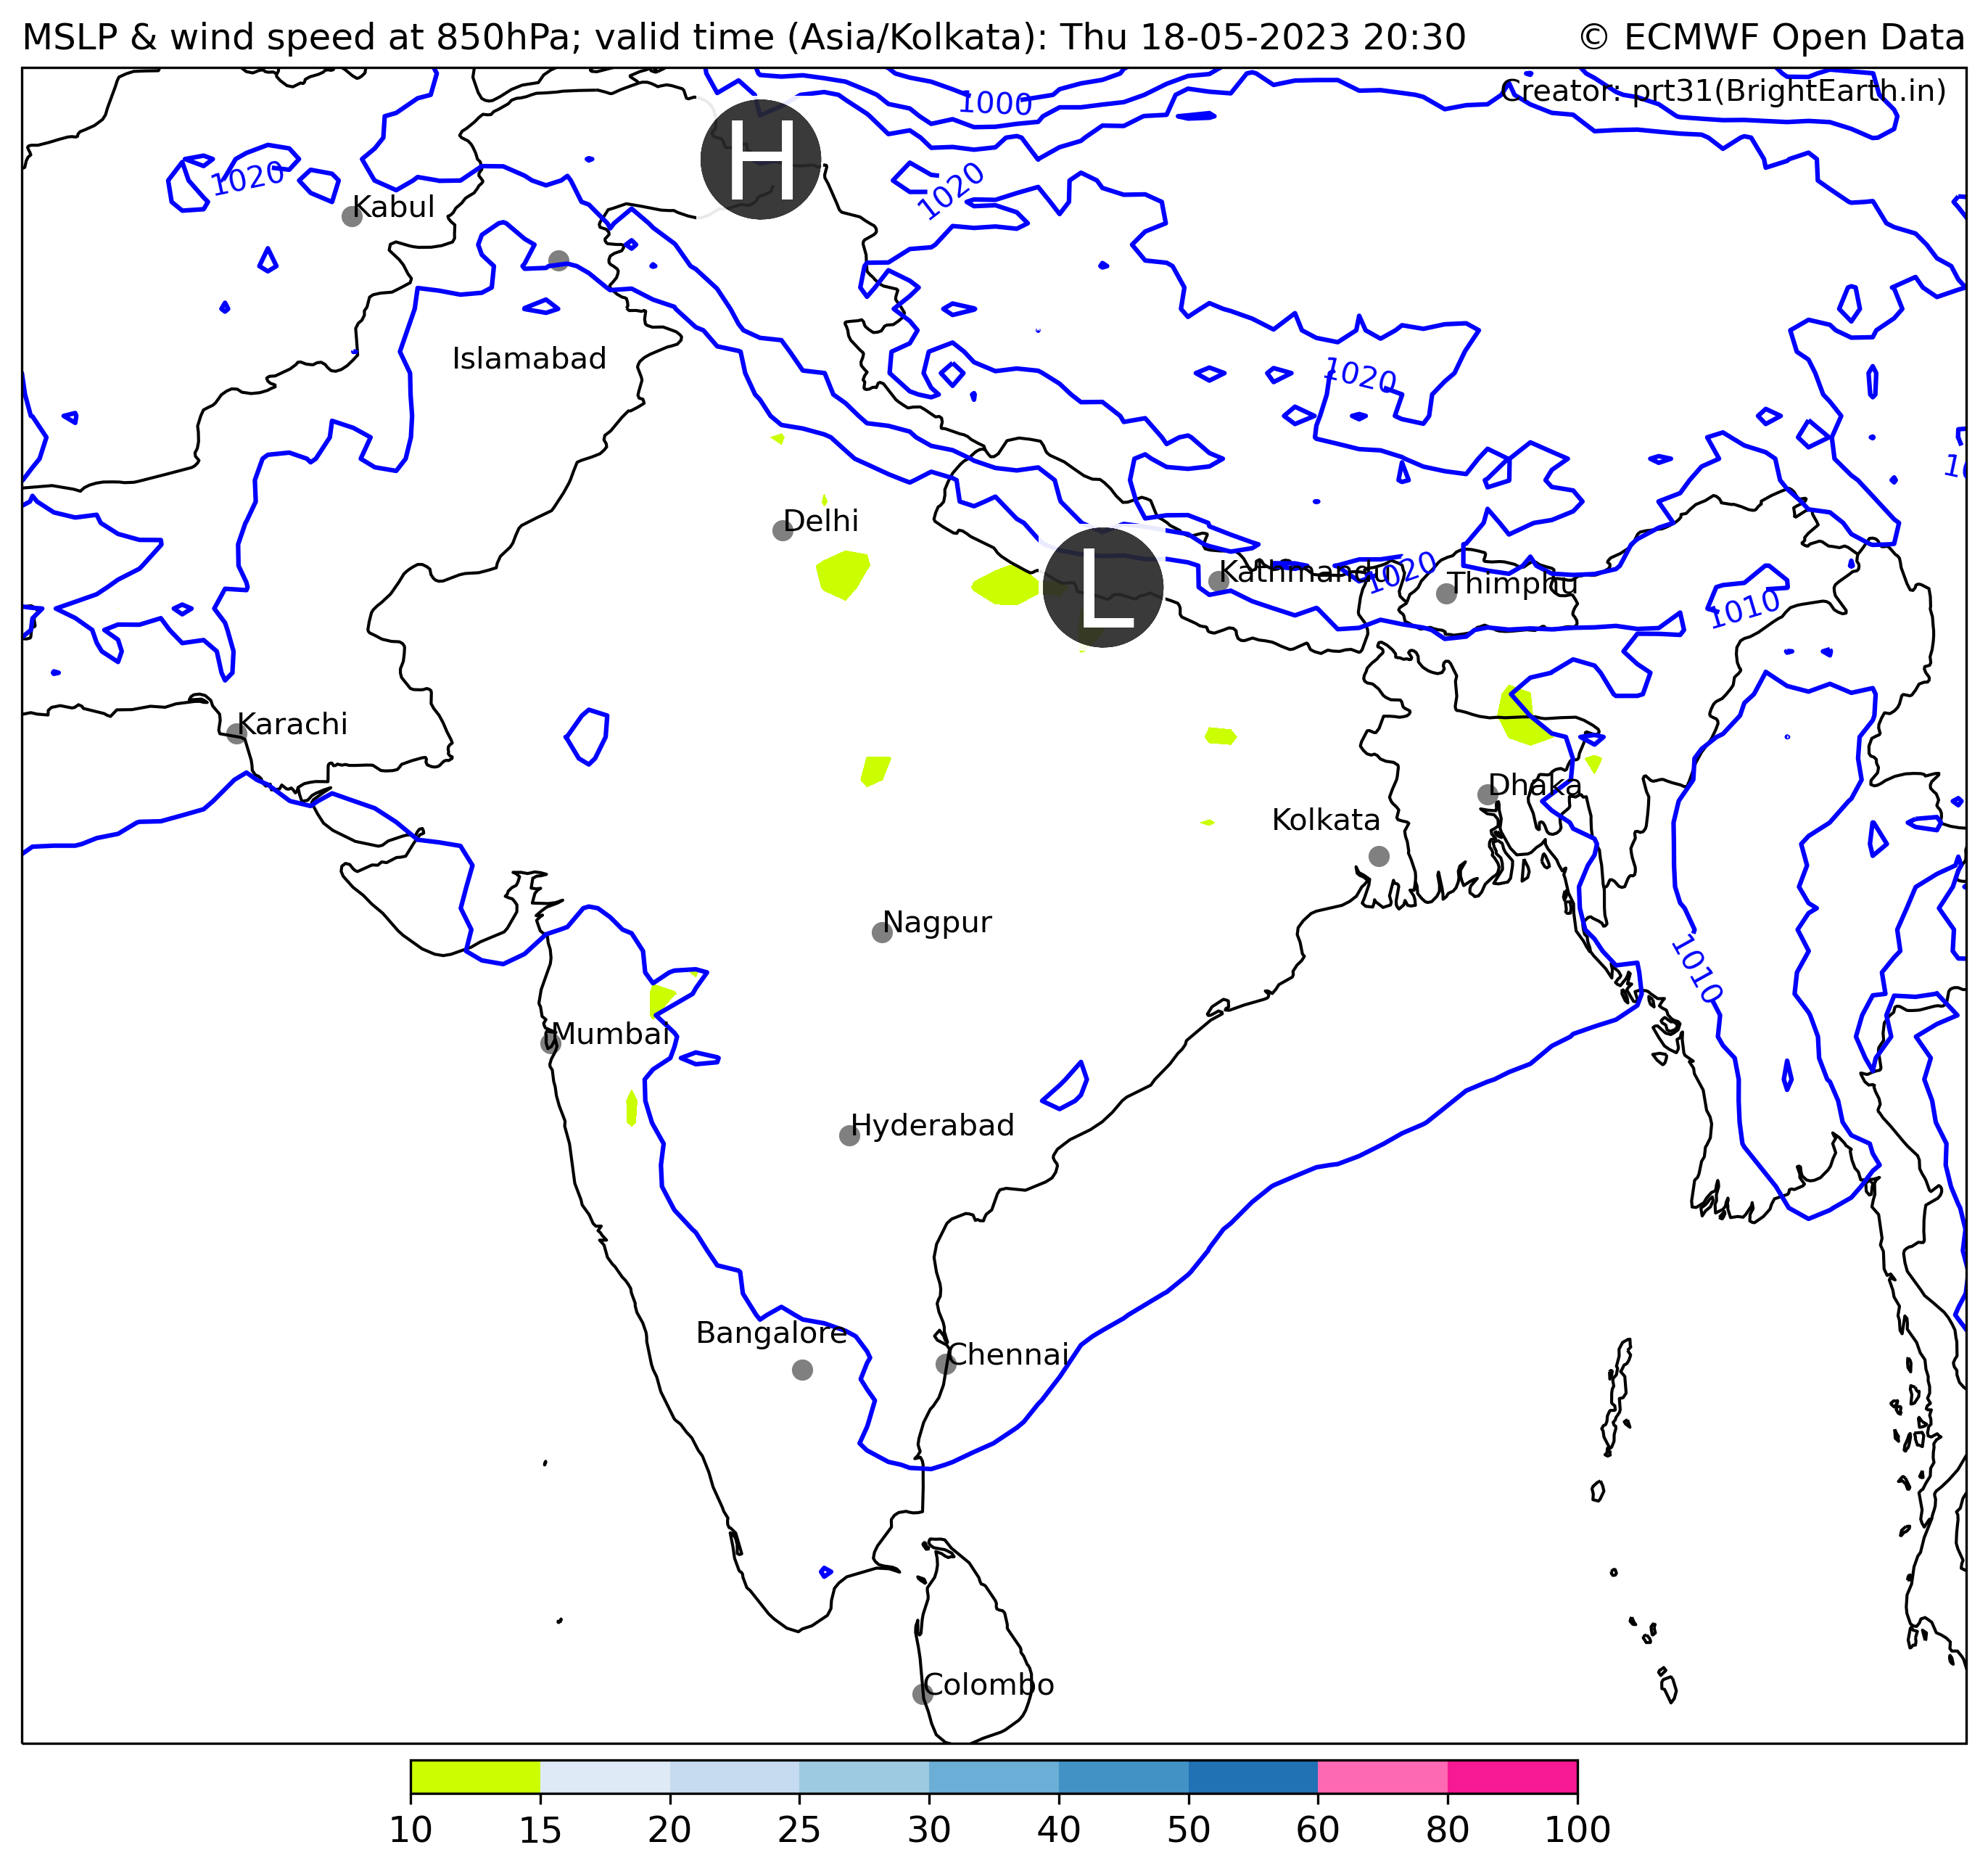 MSLP & wind speed at 850hPa; valid time (Asia/Kolkata): Thu 18-05-2023 20:30
© ECMWF Open Data
Creator: prt31(BrightEarth.in)
1000
H
1020
1020
Kabul
Islamabad
1020
Delhi
L
Kathmandu
1020
Thimphu
1010
Karachi
Dhaka
Kolkata
Nagpur
1010
Mumbai
Hyderabad
Bangalore
Chennai
Colombo
10 15 20 25 30 40 50 60 80 100